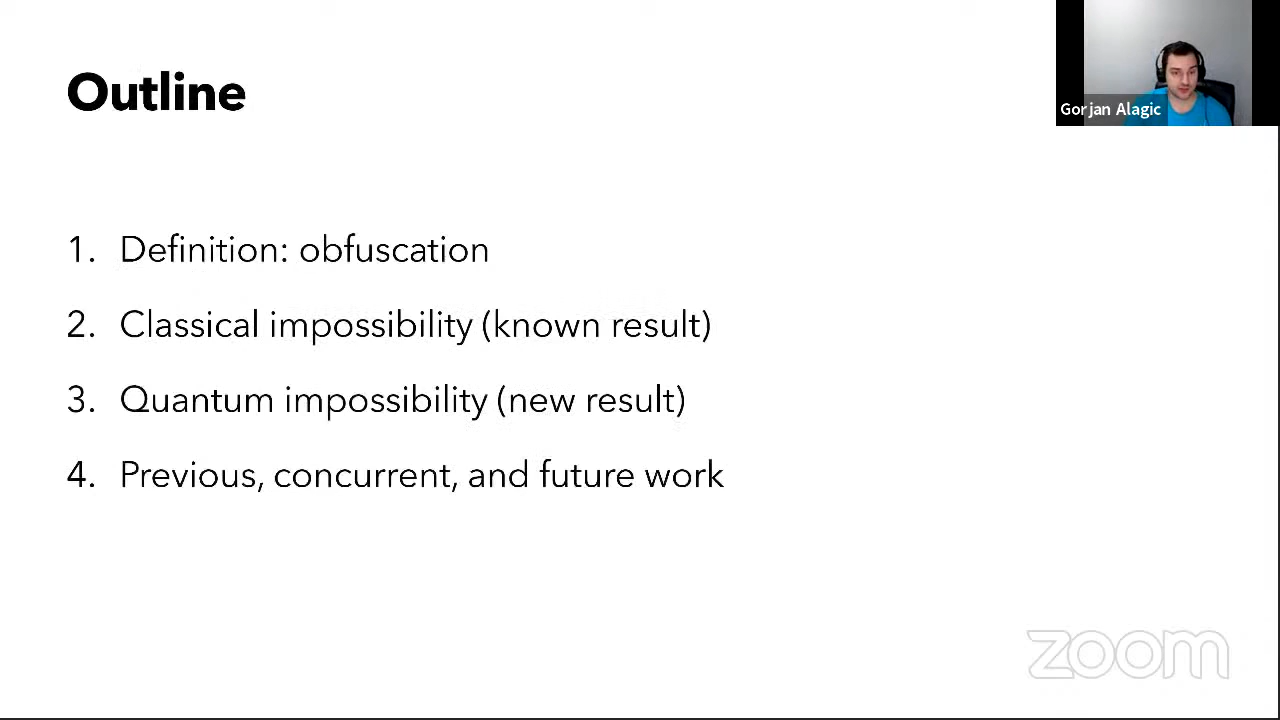 Outline
Gorjan Alagic
1. Definition: obfuscation
2. Classical impossibility (known result)
3. Quantum impossibility (new result)
4. Previous, concurrent, and future work
zoom